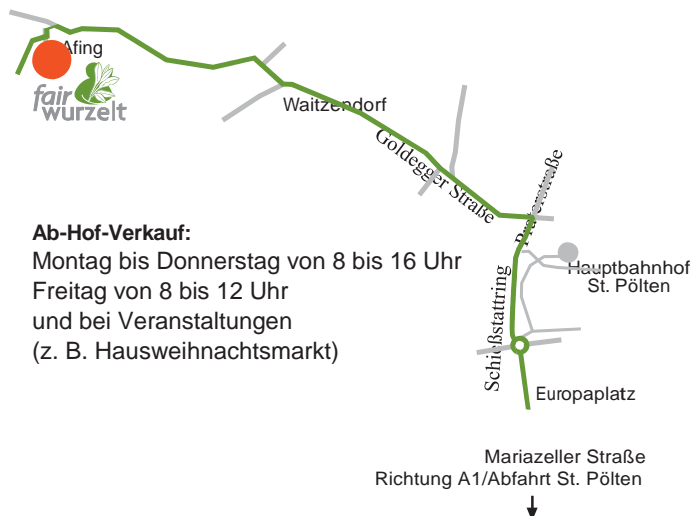 Afing
fair
wurzelt
Waitzendorf
Goldegger Straße
Praterstraße
Ab-Hof-Verkauf:
Montag bis Donnerstag von 8 bis 16 Uhr
Freitag von 8 bis 12 Uhr
und bei Veranstaltungen
(z. B. Hausweihnachtsmarkt)
Hauptbahnhof
St. Pölten
Schießstattring
Europaplatz
Mariazeller Straße
Richtung A1/Abfahrt St. Pölten